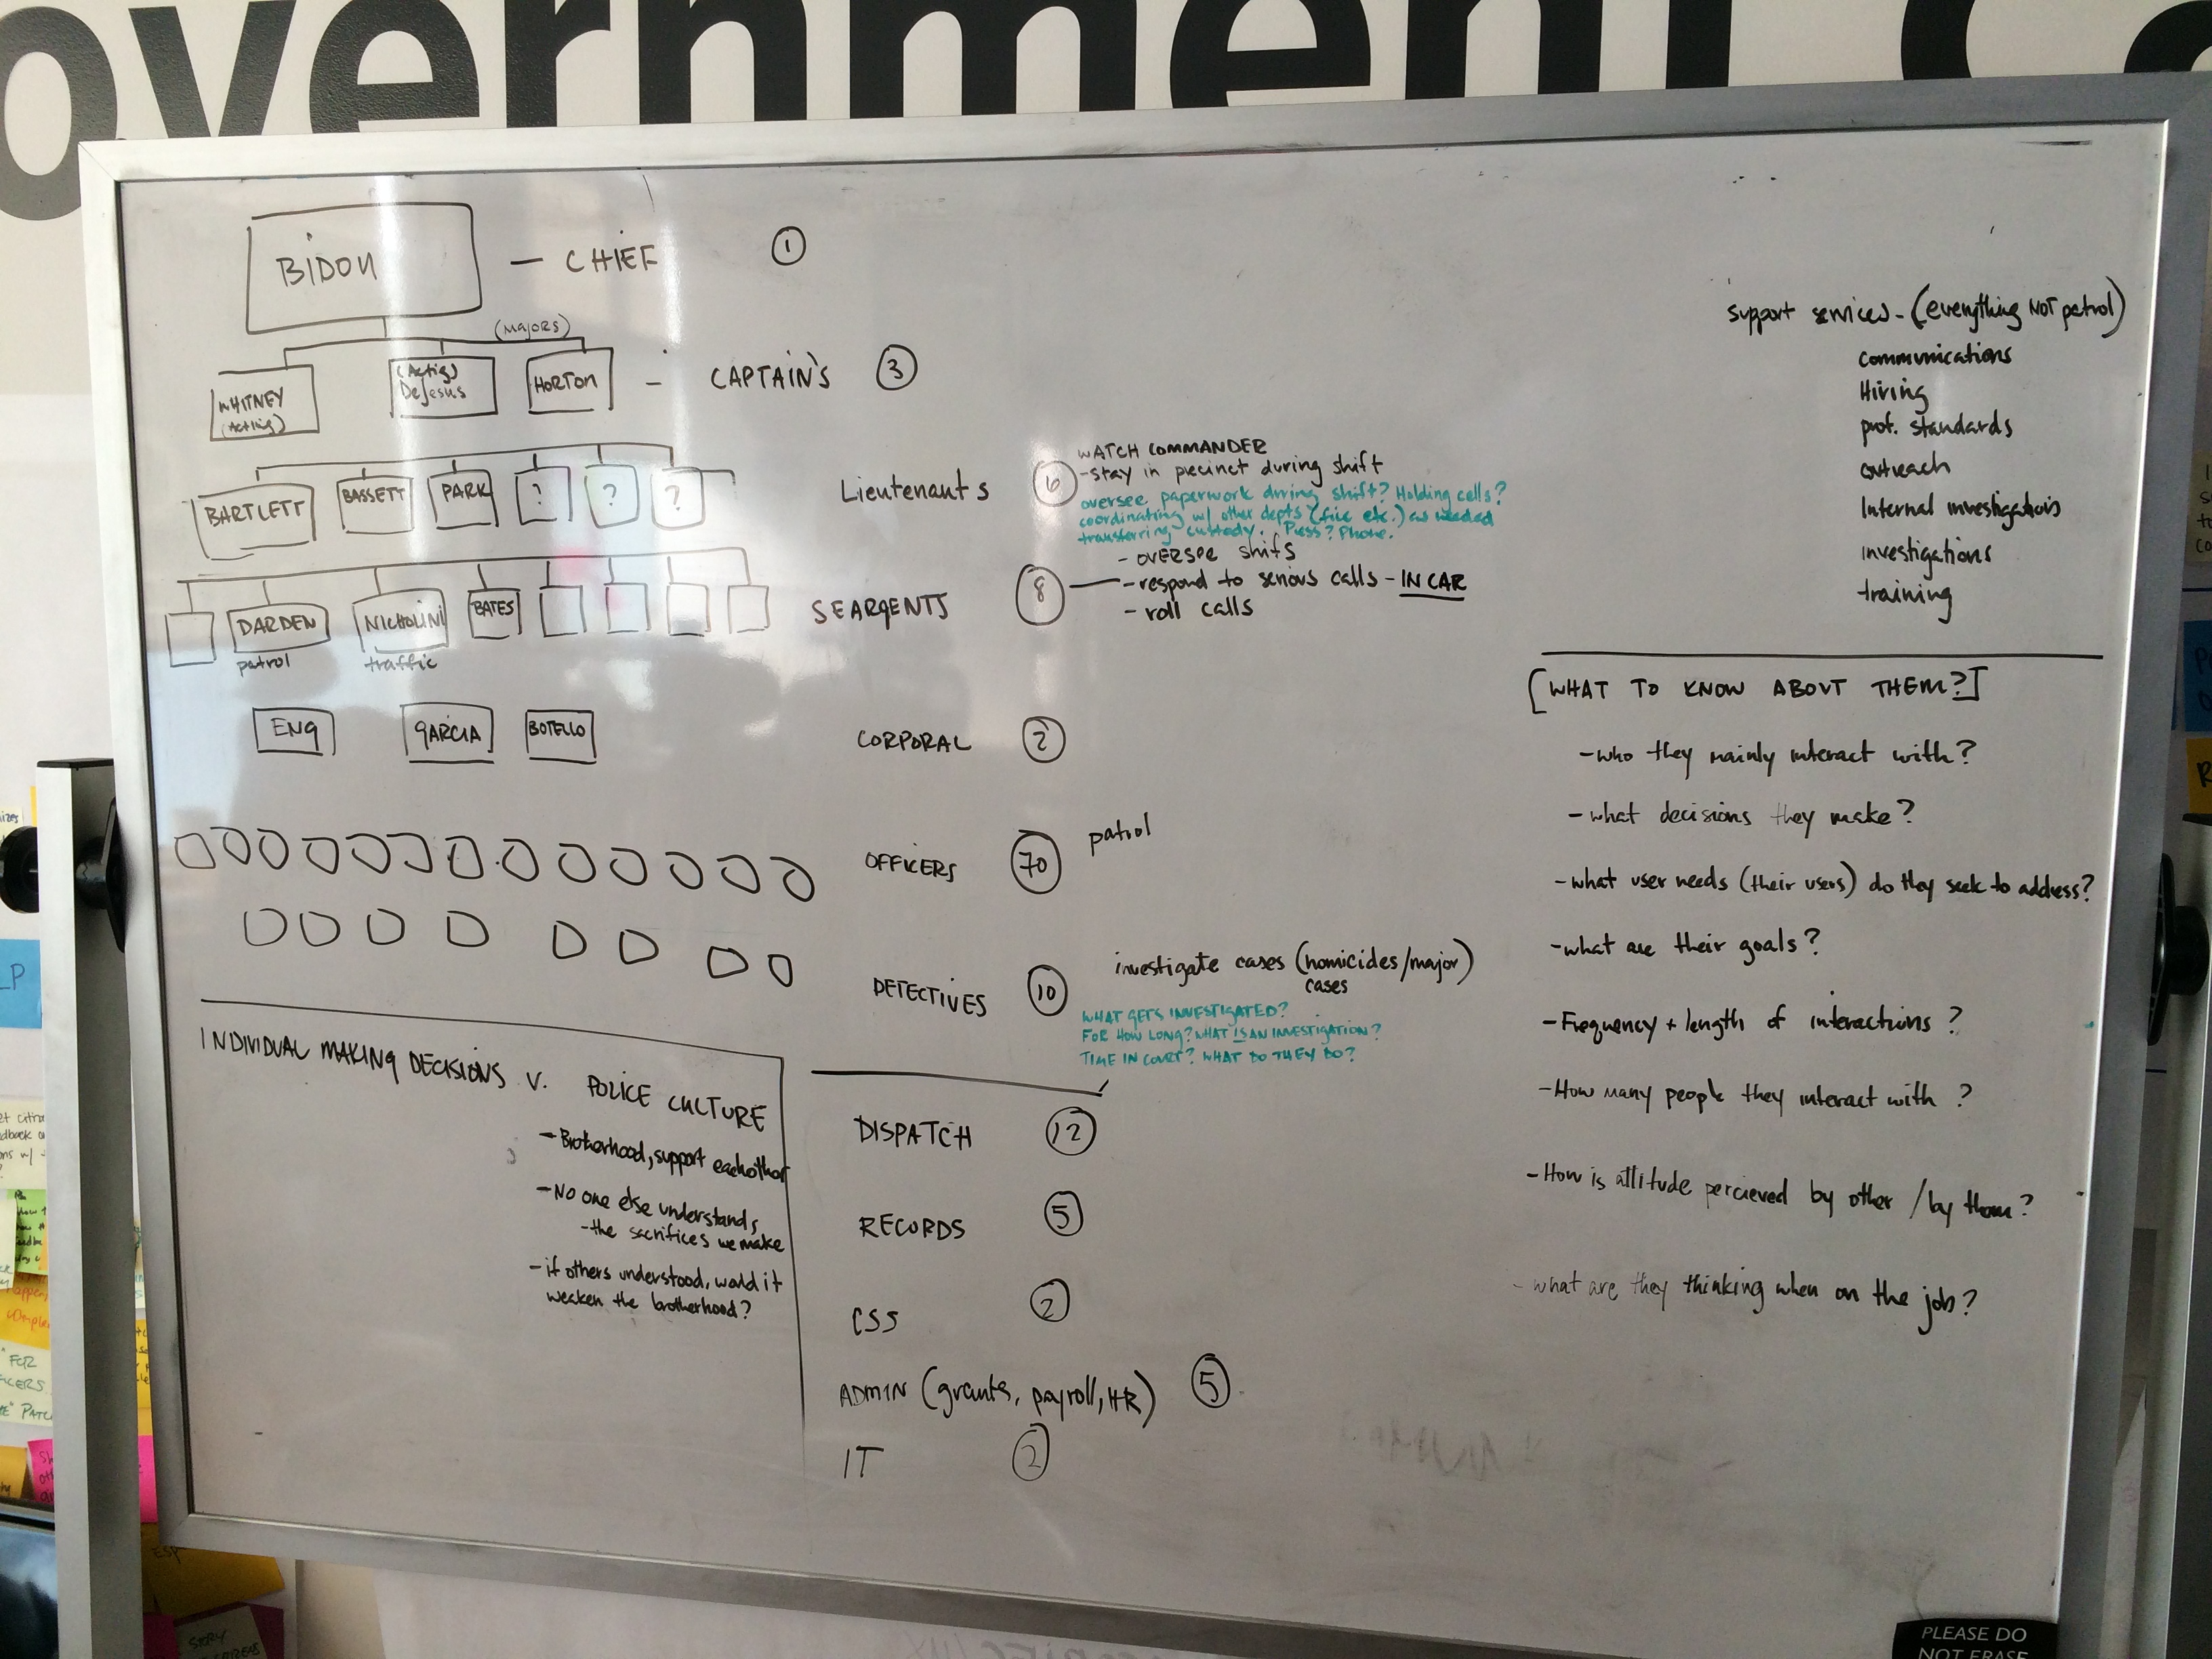 overnment Ca
BIDON — CHIEF 1
(MAJORS)
WHITNEY
(Acting)
(Acting)
DeJesus
HORTON
– CAPTAIN'S 3
BARTLETT
BASSETT
PARK
?
?
?
Lieutenants 6
WATCH COMMANDER
-stay in precinct during shift
oversee paperwork during shift? Holding cells?
coordinating w/ other depts (fire etc.) as needed
transferring custody. Press? Phone.
DARDEN
patrol
NICHOLINI
traffic
BATES
SEARGENTS 8
- OVERSEE shifts
- respond to serious calls - IN CAR
- roll calls
ENG
GARCIA
BOTELLO
CORPORAL 2
OFFICERS 70 patrol
DETECTIVES 10
investigate cases (homicides/major)
cases
WHAT GETS INVESTIGATED?
FOR HOW LONG? WHAT IS AN INVESTIGATION?
TIME IN COURT? WHAT DO THEY DO?
INDIVIDUAL MAKING DECISIONS V. POLICE CULTURE
- Brotherhood, support eachother
- No one else understands,
- the sacrifices we make
- if others understood, would it
weaken the brotherhood?
DISPATCH 12
RECORDS 5
CSS 2
ADMIN (grants, payroll, HR) 5
IT 2
support services - (everything NOT patrol)
communications
Hiring
prof. standards
outreach
Internal investigations
investigations
training
[WHAT TO KNOW ABOUT THEM?]
- who they mainly interact with?
- what decisions they make?
- what user needs (their users) do they seek to address?
- what are their goals?
- Frequency + length of interactions?
- How many people they interact with?
- How is attitude percieved by other / by them?
- what are they thinking when on the job?
PLEASE DO
NOT ERASE
LP
"FOR
ESP
STORY